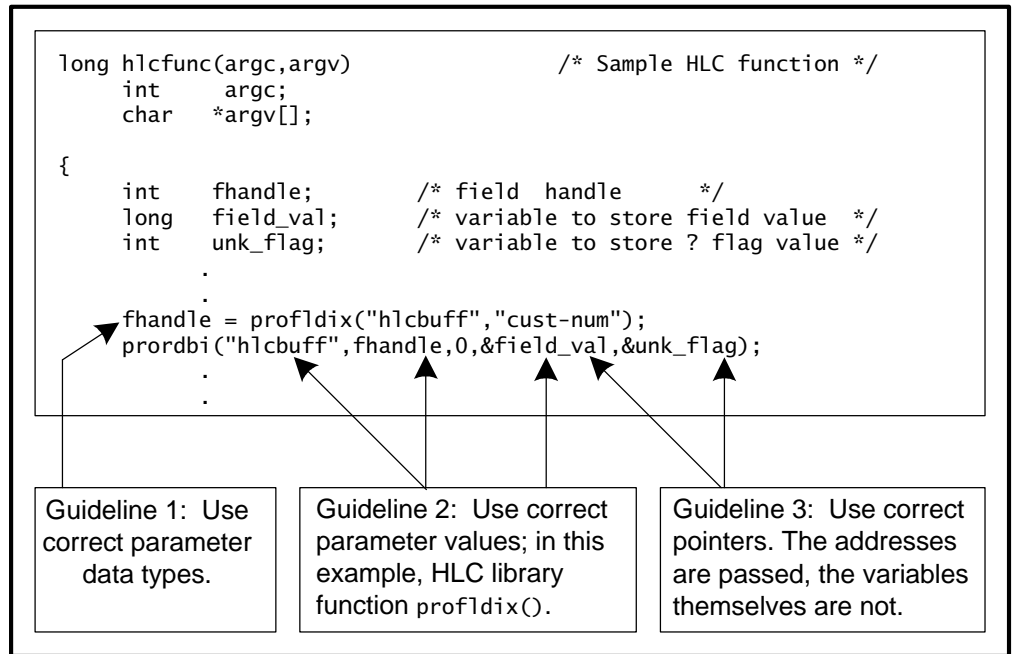 long hlcfunc(argc,argv) /* Sample HLC function */
int argc;
char *argv[];
{
int fhandle; /* field handle */
long field_val; /* variable to store field value */
int unk_flag; /* variable to store ? flag value */
.
.
fhandle = profldix("hlcbuff","cust-num");
prordbi("hlcbuff",fhandle,0,&field_val,&unk_flag);
.
.
Guideline 1: Use
correct parameter
data types.
Guideline 2: Use correct
parameter values; in this
example, HLC library
function profldix().
Guideline 3: Use correct
pointers. The addresses
are passed, the variables
themselves are not.